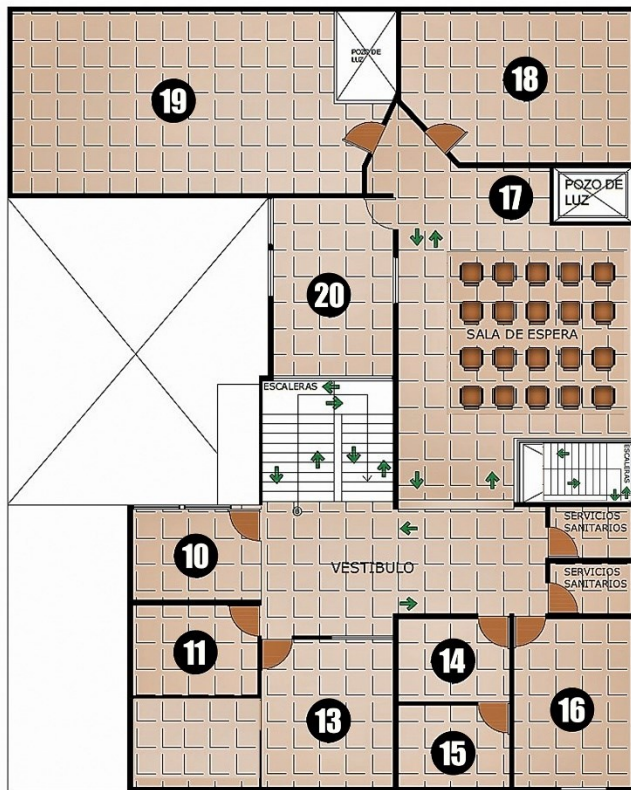 POZO DE
LUZ
19
18
17
POZO DE
LUZ
20
SALA DE ESPERA
ESCALERAS
ESCALERAS
SERVICIOS
SANITARIOS
10
VESTIBULO
SERVICIOS
SANITARIOS
11
14
13
15
16